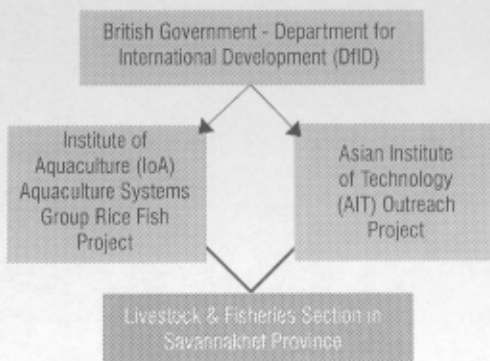 British Government - Department for
International Development (DfID)
Institute of
Aquaculture (IoA)
Aquaculture Systems
Group Rice Fish
Project
Asian Institute
of Technology
(AIT) Outreach
Project
Livestock & Fisheries Section in
Savannakhet Province